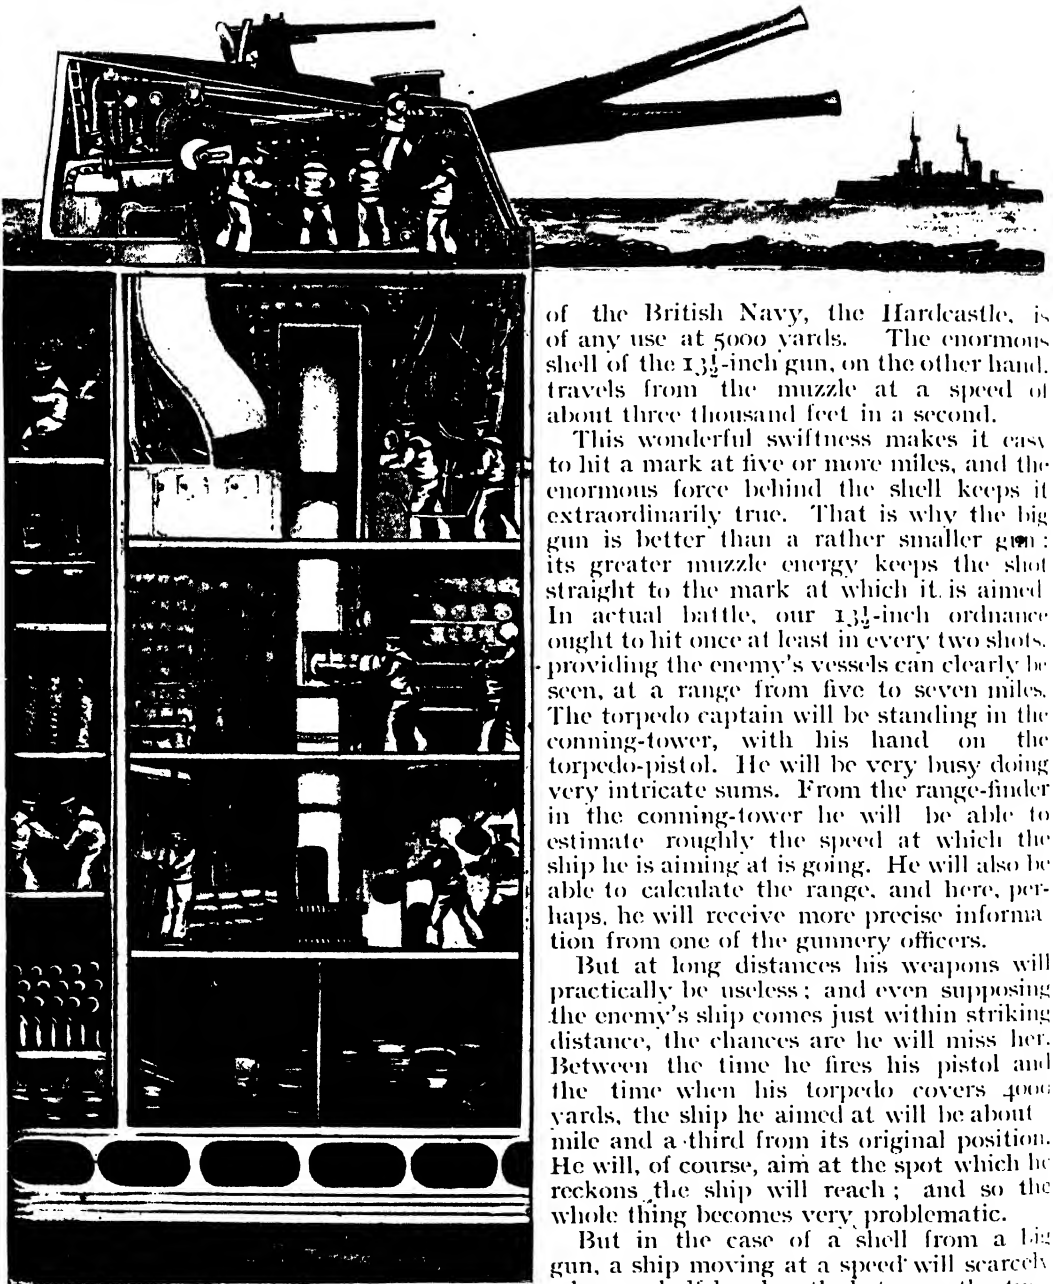 of the British Navy, the Hardcastle, is
of any use at 5000 yards. The enormous
shell of the 13½-inch gun, on the other hand,
travels from the muzzle at a speed of
about three thousand feet in a second.
This wonderful swiftness makes it easy
to hit a mark at five or more miles, and the
enormous force behind the shell keeps it
extraordinarily true. That is why the big
gun is better than a rather smaller gun:
its greater muzzle energy keeps the shot
straight to the mark at which it is aimed
In actual battle, our 13½-inch ordnance
ought to hit once at least in every two shots,
providing the enemy's vessels can clearly be
seen, at a range from five to seven miles.
The torpedo captain will be standing in the
conning-tower, with his hand on the
torpedo-pistol. He will be very busy doing
very intricate sums. From the range-finder
in the conning-tower he will be able to
estimate roughly the speed at which the
ship he is aiming at is going. He will also be
able to calculate the range, and here, per-
haps, he will receive more precise informa
tion from one of the gunnery officers.
But at long distances his weapons will
practically be useless; and even supposing
the enemy's ship comes just within striking
distance, the chances are he will miss her.
Between the time he fires his pistol and
the time when his torpedo covers 4000
yards, the ship he aimed at will be about
mile and a third from its original position.
He will, of course, aim at the spot which he
reckons the ship will reach; and so the
whole thing becomes very problematic.
But in the case of a shell from a big
gun, a ship moving at a speed will scarcely